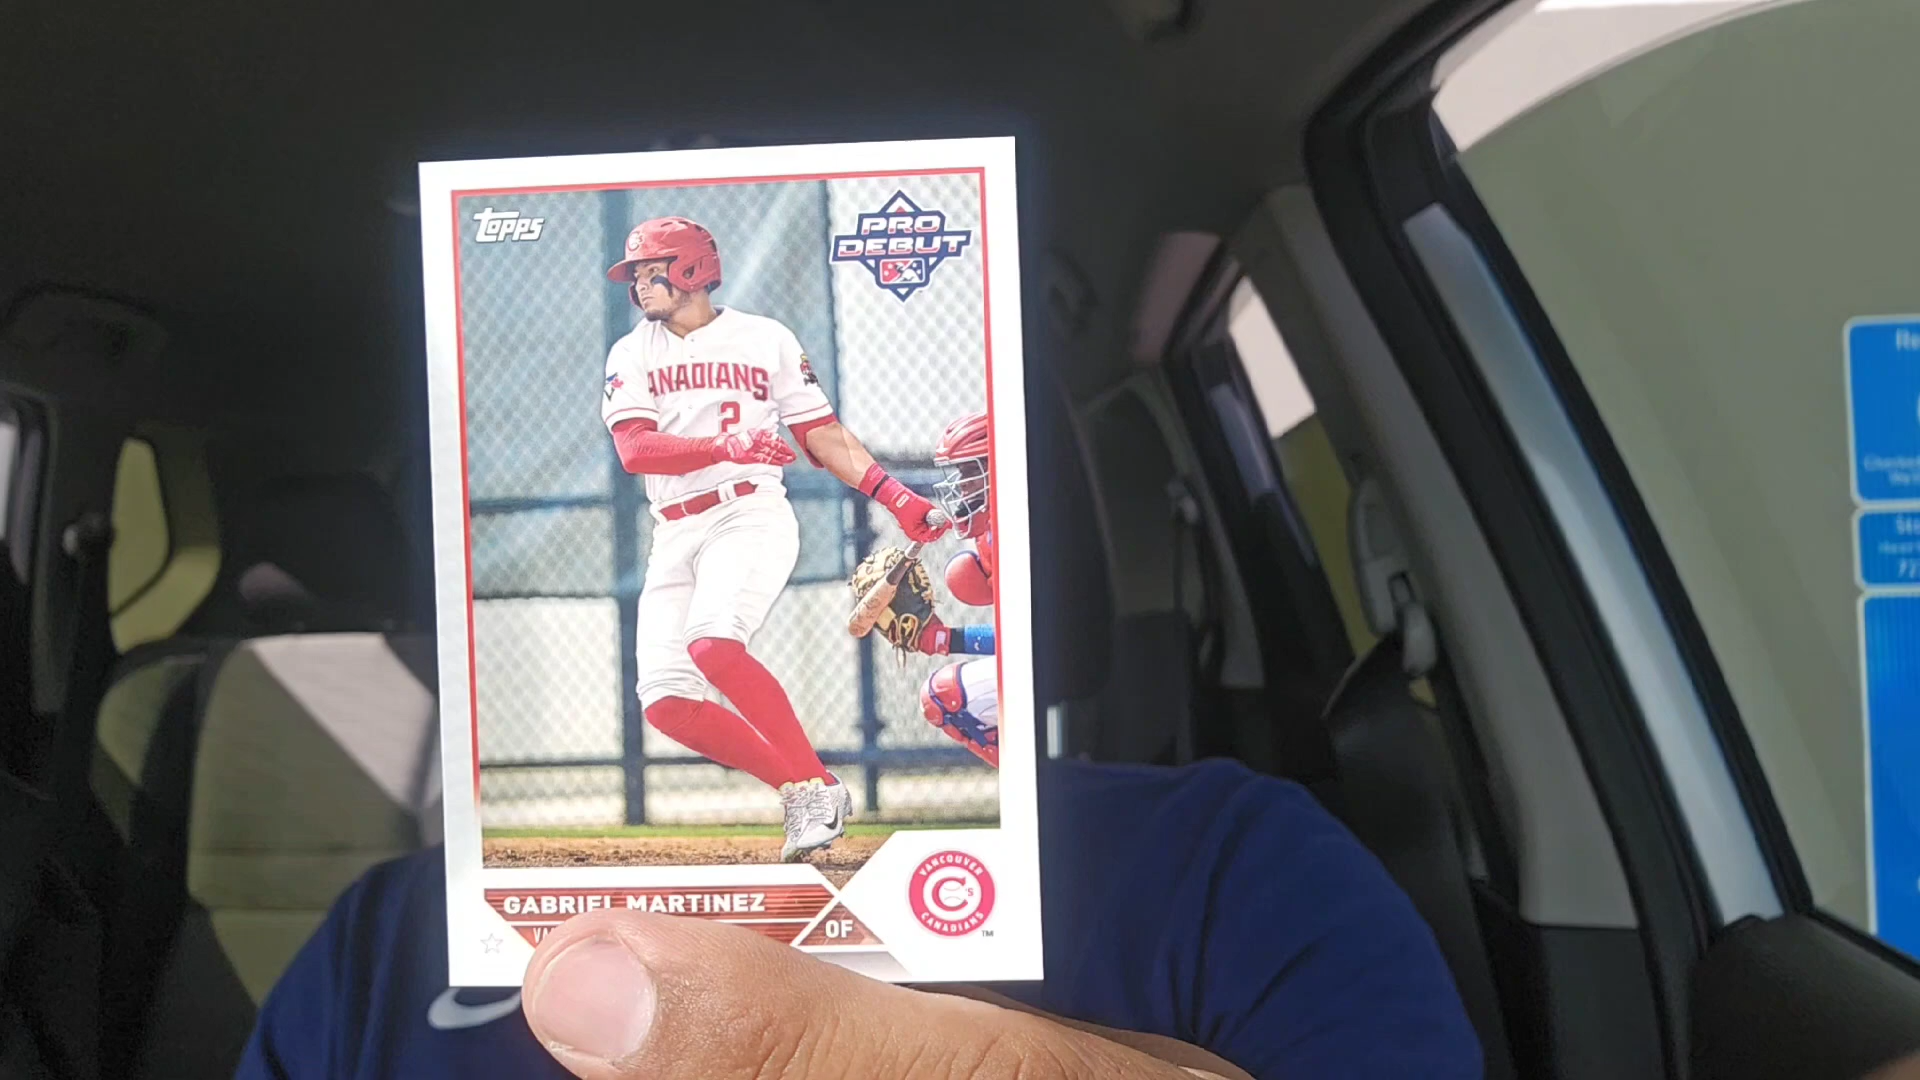 topps
PRO
DEBUT
ANADIANS
2
GABRIEL MARTINEZ
OF
VANCOUVER
C's
CANADIANS
TM